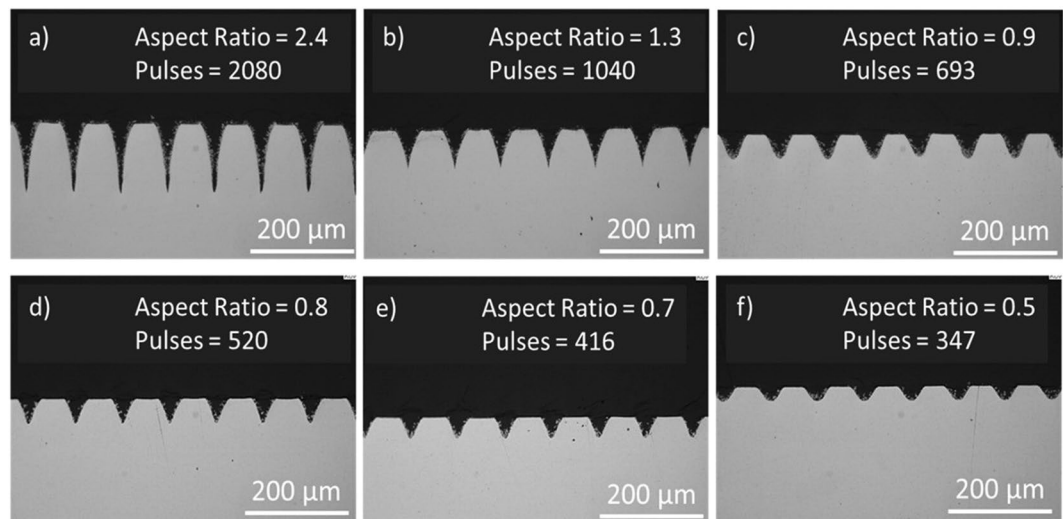 a)
Aspect Ratio = 2.4
Pulses = 2080
200 μm
b)
Aspect Ratio = 1.3
Pulses = 1040
200 μm
c)
Aspect Ratio = 0.9
Pulses = 693
200 μm
d)
Aspect Ratio = 0.8
Pulses = 520
200 μm
e)
Aspect Ratio = 0.7
Pulses = 416
200 μm
f)
Aspect Ratio = 0.5
Pulses = 347
200 μm